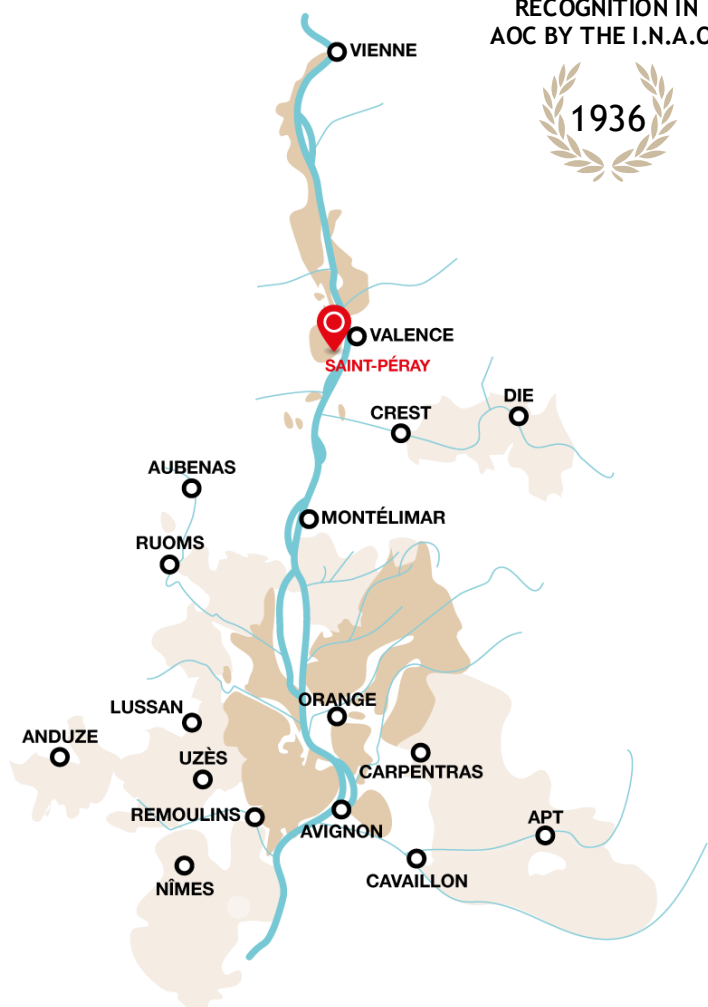 RECOGNITION IN
AOC BY THE I.N.A.O
1936
VIENNE
VALENCE
SAINT-PÉRAY
DIE
CREST
AUBENAS
MONTÉLIMAR
RUOMS
ORANGE
LUSSAN
ANDUZE
UZÈS
CARPENTRAS
REMOULINS
AVIGNON
APT
CAVAILLON
NÎMES